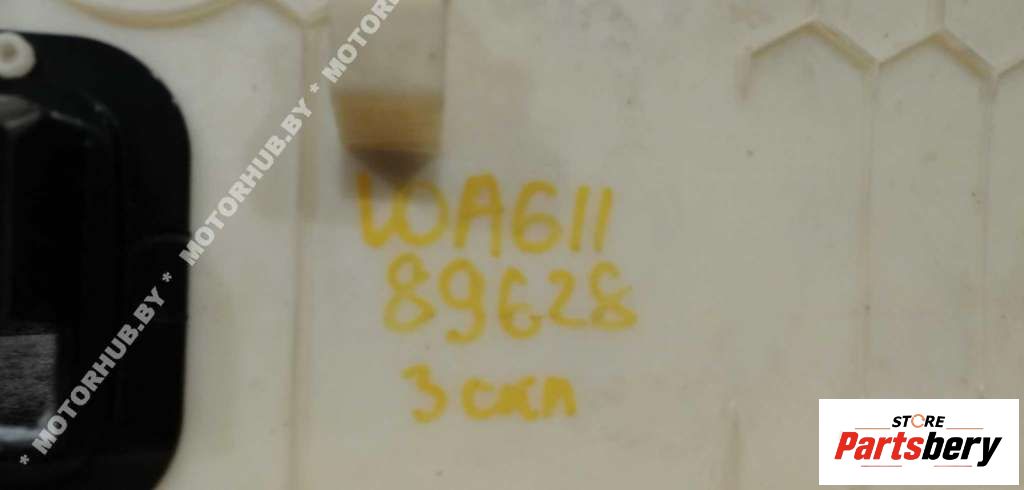 WA611
89628
3 скл
* MOTORHUB.BY * MOTORHUB.BY * MOTORHUB.BY
STORE
Partsbery